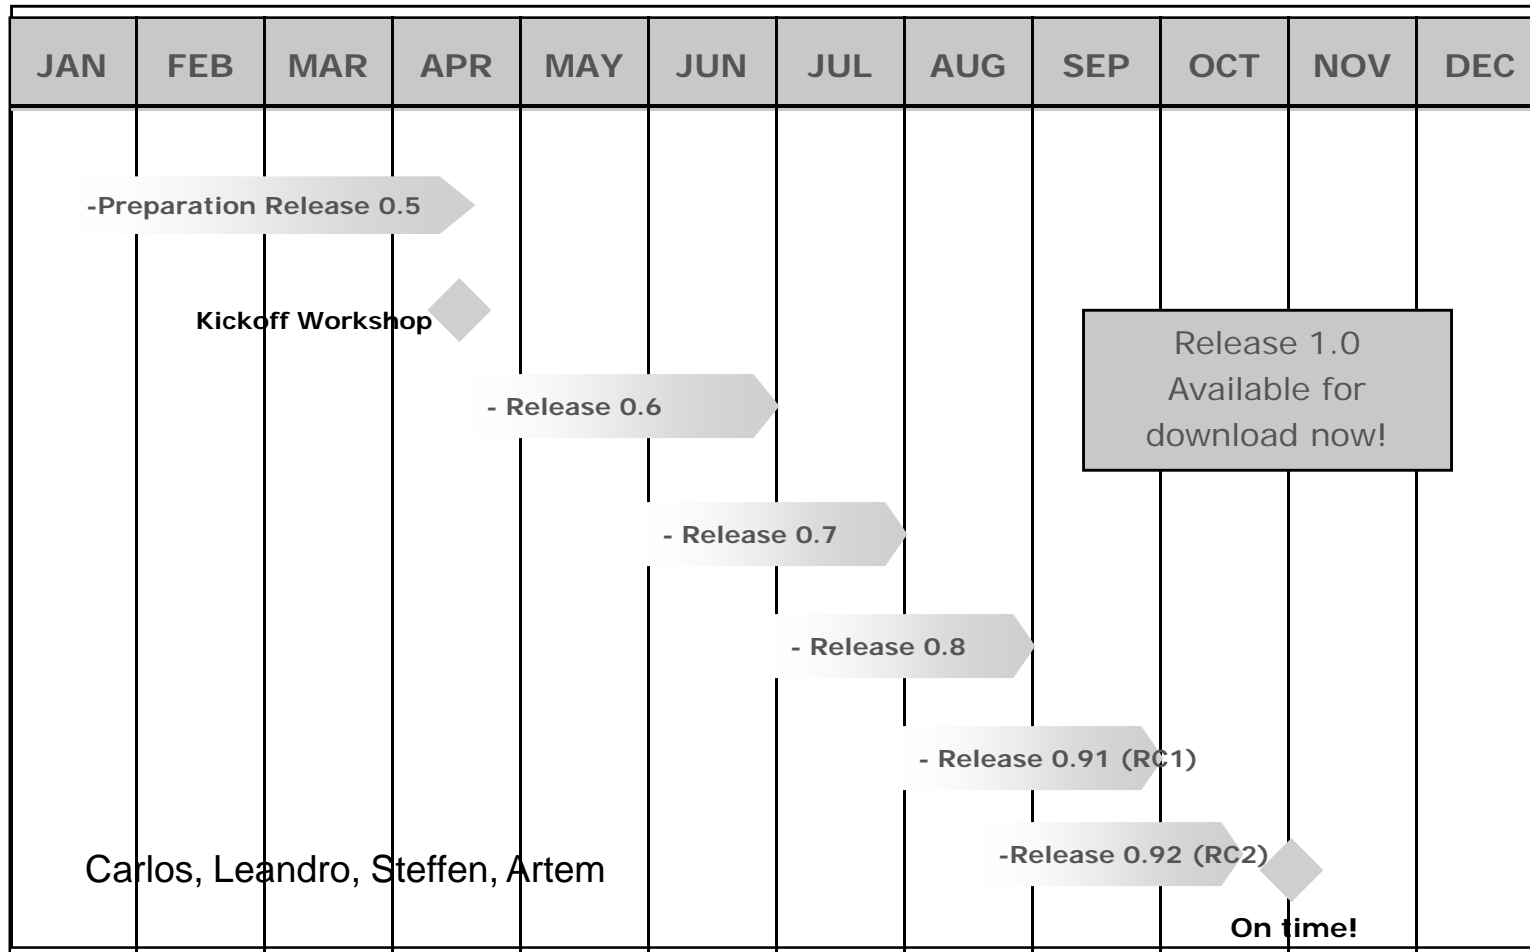 JAN FEB MAR APR MAY JUN JUL AUG SEP OCT NOV DEC
-Preparation Release 0.5
Kickoff Workshop
Release 1.0
Available for
download now!
- Release 0.6
- Release 0.7
- Release 0.8
- Release 0.91 (RC1)
-Release 0.92 (RC2)
Carlos, Leandro, Steffen, Artem
On time!